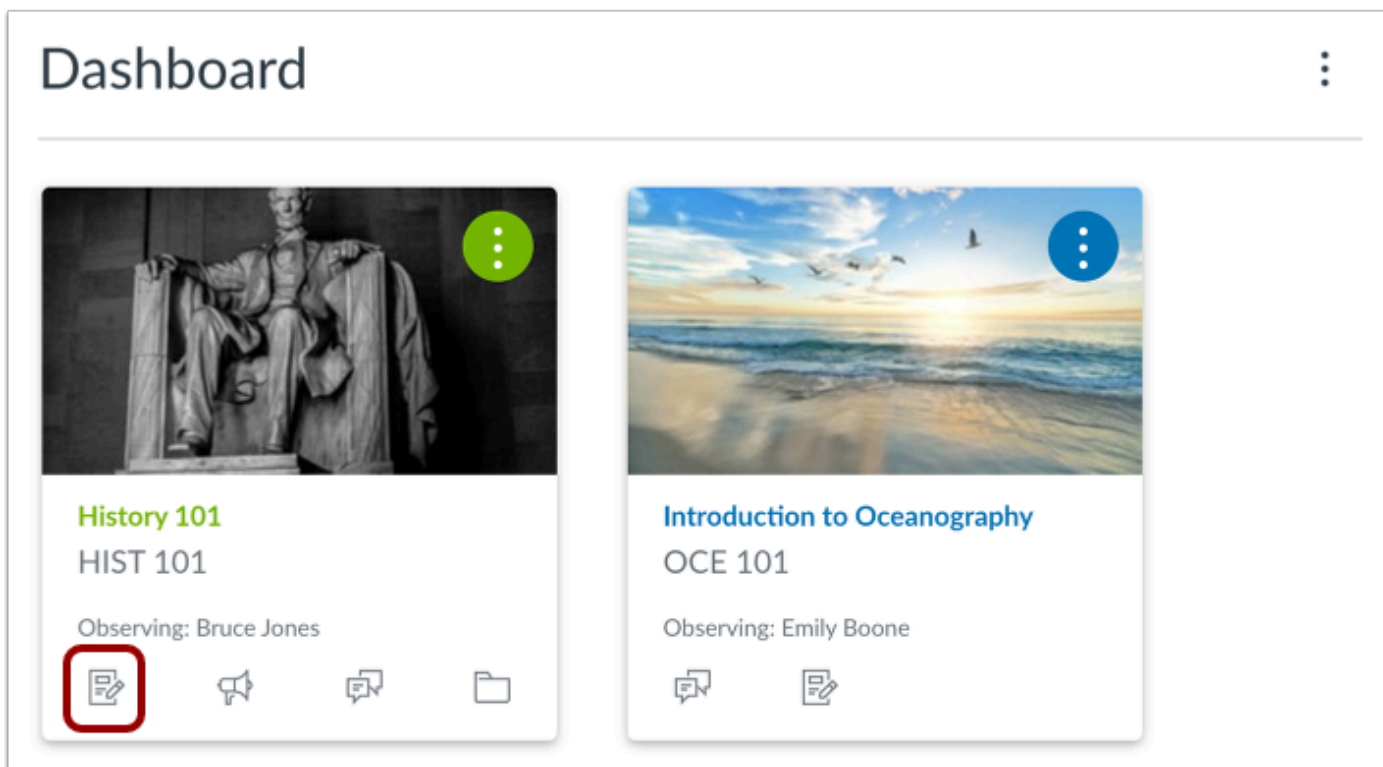 Dashboard
History 101
HIST 101
Observing: Bruce Jones
Introduction to Oceanography
OCE 101
Observing: Emily Boone